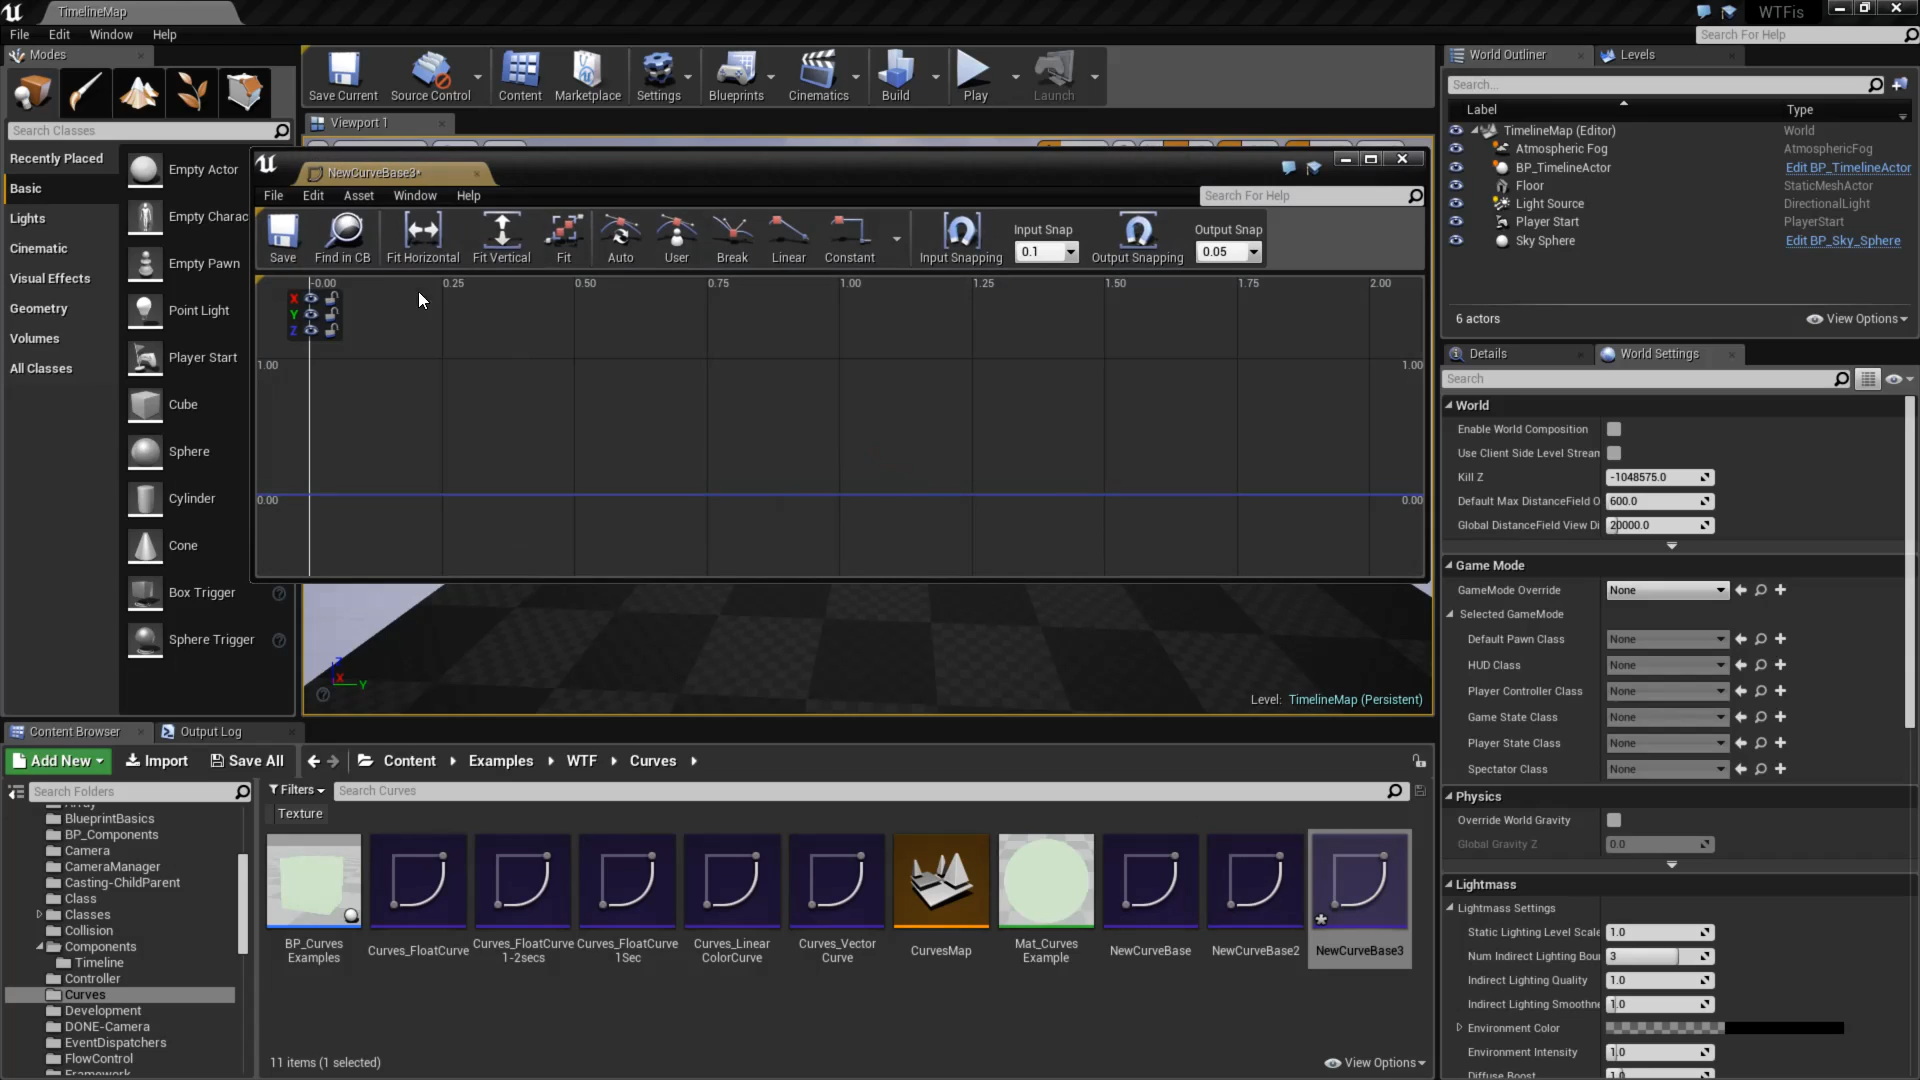 TimelineMap
WTFis
File Edit Window Help
Search For Help
Modes
Search Classes
Recently Placed
Basic
Lights
Cinematic
Visual Effects
Geometry
Volumes
All Classes
Empty Actor
Empty Charac
Empty Pawn
Point Light
Player Start
Cube
Sphere
Cylinder
Cone
Box Trigger
Sphere Trigger
Save Current Source Control Content Marketplace Settings Blueprints Cinematics Build Play Launch
Viewport 1
NewCurveBase3*
File Edit Asset Window Help
Search For Help
Save Find in CB Fit Horizontal Fit Vertical Fit Auto User Break Linear Constant Input Snapping Input Snap 0.1 Output Snapping Output Snap 0.05
-0.00 0.25 0.50 0.75 1.00 1.25 1.50 1.75 2.00
X
Y
Z
1.00 1.00
0.00 0.00
Z
X
Y
Level: TimelineMap (Persistent)
World Outliner Levels
Search...
Label Type
TimelineMap (Editor) World
Atmospheric Fog AtmosphericFog
BP_TimelineActor Edit BP_TimelineActor
Floor StaticMeshActor
Light Source DirectionalLight
Player Start PlayerStart
Sky Sphere Edit BP_Sky_Sphere
6 actors View Options
Details World Settings
Search
World
Enable World Composition
Use Client Side Level Stream
Kill Z -1048575.0
Default Max DistanceField O 600.0
Global DistanceField View Di 20000.0
Game Mode
GameMode Override None
Selected GameMode
Default Pawn Class None
HUD Class None
Player Controller Class None
Game State Class None
Player State Class None
Spectator Class None
Physics
Override World Gravity
Global Gravity Z 0.0
Lightmass
Lightmass Settings
Static Lighting Level Scale 1.0
Num Indirect Lighting Bou 3
Indirect Lighting Quality 1.0
Indirect Lighting Smoothne 1.0
Environment Color
Environment Intensity 1.0
Diffuse Boost 1.0
Content Browser Output Log
Add New Import Save All Content Examples WTF Curves
Search Folders
Filters Search Curves
Texture
Array
BlueprintBasics
BP_Components
Camera
CameraManager
Casting-ChildParent
Class
Classes
Collision
Components
Timeline
Controller
Curves
Development
DONE-Camera
EventDispatchers
FlowControl
Framework
BP_Curves Examples
Curves_FloatCurve
Curves_FloatCurve 1-2secs
Curves_FloatCurve 1Sec
Curves_Linear ColorCurve
Curves_Vector Curve
CurvesMap
Mat_Curves Example
NewCurveBase
NewCurveBase2
NewCurveBase3
11 items (1 selected) View Options